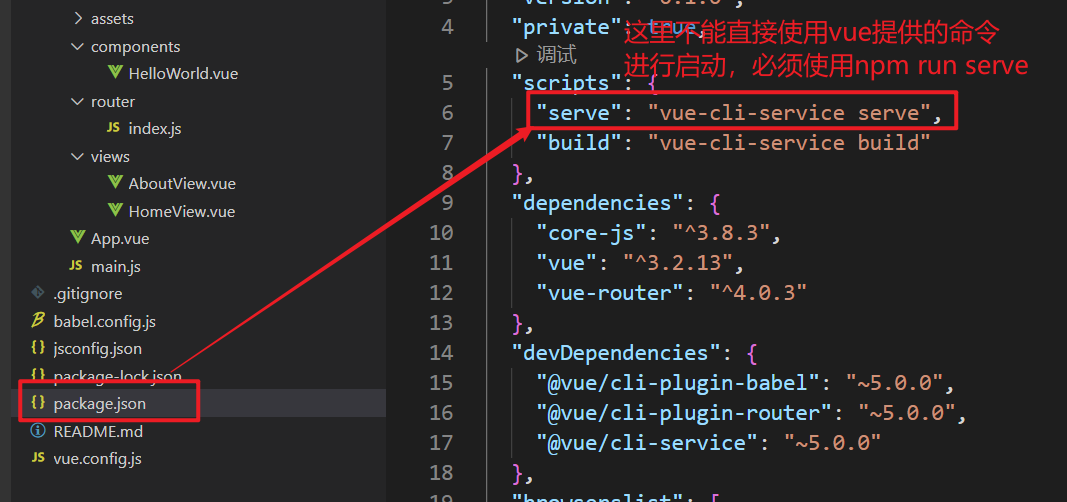 assets
components
HelloWorld.vue
router
JS index.js
views
AboutView.vue
HomeView.vue
App.vue
JS main.js
.gitignore
babel.config.js
{} jsconfig.json
{} package-lock.json
{} package.json
README.md
JS vue.config.js
4 "private": true,
调试
5 "scripts": {
6 "serve": "vue-cli-service serve",
7 "build": "vue-cli-service build"
8 },
9 "dependencies": {
10 "core-js": "^3.8.3",
11 "vue": "^3.2.13",
12 "vue-router": "^4.0.3"
13 },
14 "devDependencies": {
15 "@vue/cli-plugin-babel": "~5.0.0",
16 "@vue/cli-plugin-router": "~5.0.0",
17 "@vue/cli-service": "~5.0.0"
18 },
19 "browserslist": [
这里不能直接使用vue提供的命令
进行启动，必须使用npm run serve